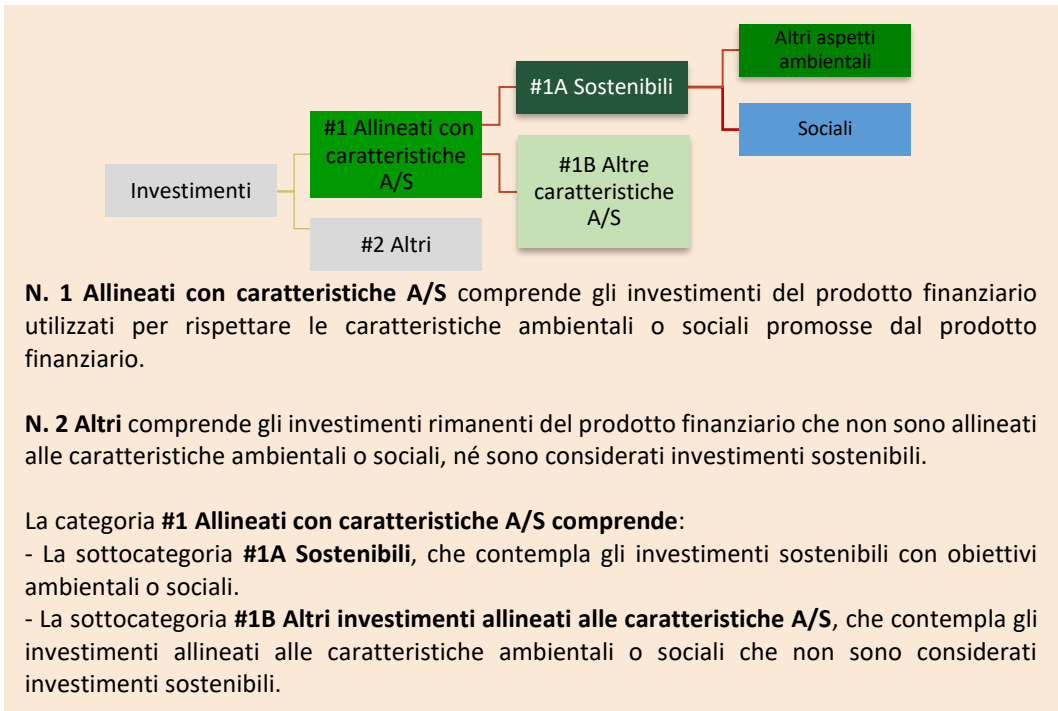 Altri aspetti
ambientali
#1A Sostenibili
#1 Allineati con
caratteristiche
A/S
Sociali
#1B Altre
caratteristiche
A/S
Investimenti
#2 Altri
N. 1 Allineati con caratteristiche A/S comprende gli investimenti del prodotto finanziario
utilizzati per rispettare le caratteristiche ambientali o sociali promosse dal prodotto
finanziario.
N. 2 Altri comprende gli investimenti rimanenti del prodotto finanziario che non sono allineati
alle caratteristiche ambientali o sociali, né sono considerati investimenti sostenibili.
La categoria #1 Allineati con caratteristiche A/S comprende:
- La sottocategoria #1A Sostenibili, che contempla gli investimenti sostenibili con obiettivi
ambientali o sociali.
- La sottocategoria #1B Altri investimenti allineati alle caratteristiche A/S, che contempla gli
investimenti allineati alle caratteristiche ambientali o sociali che non sono considerati
investimenti sostenibili.